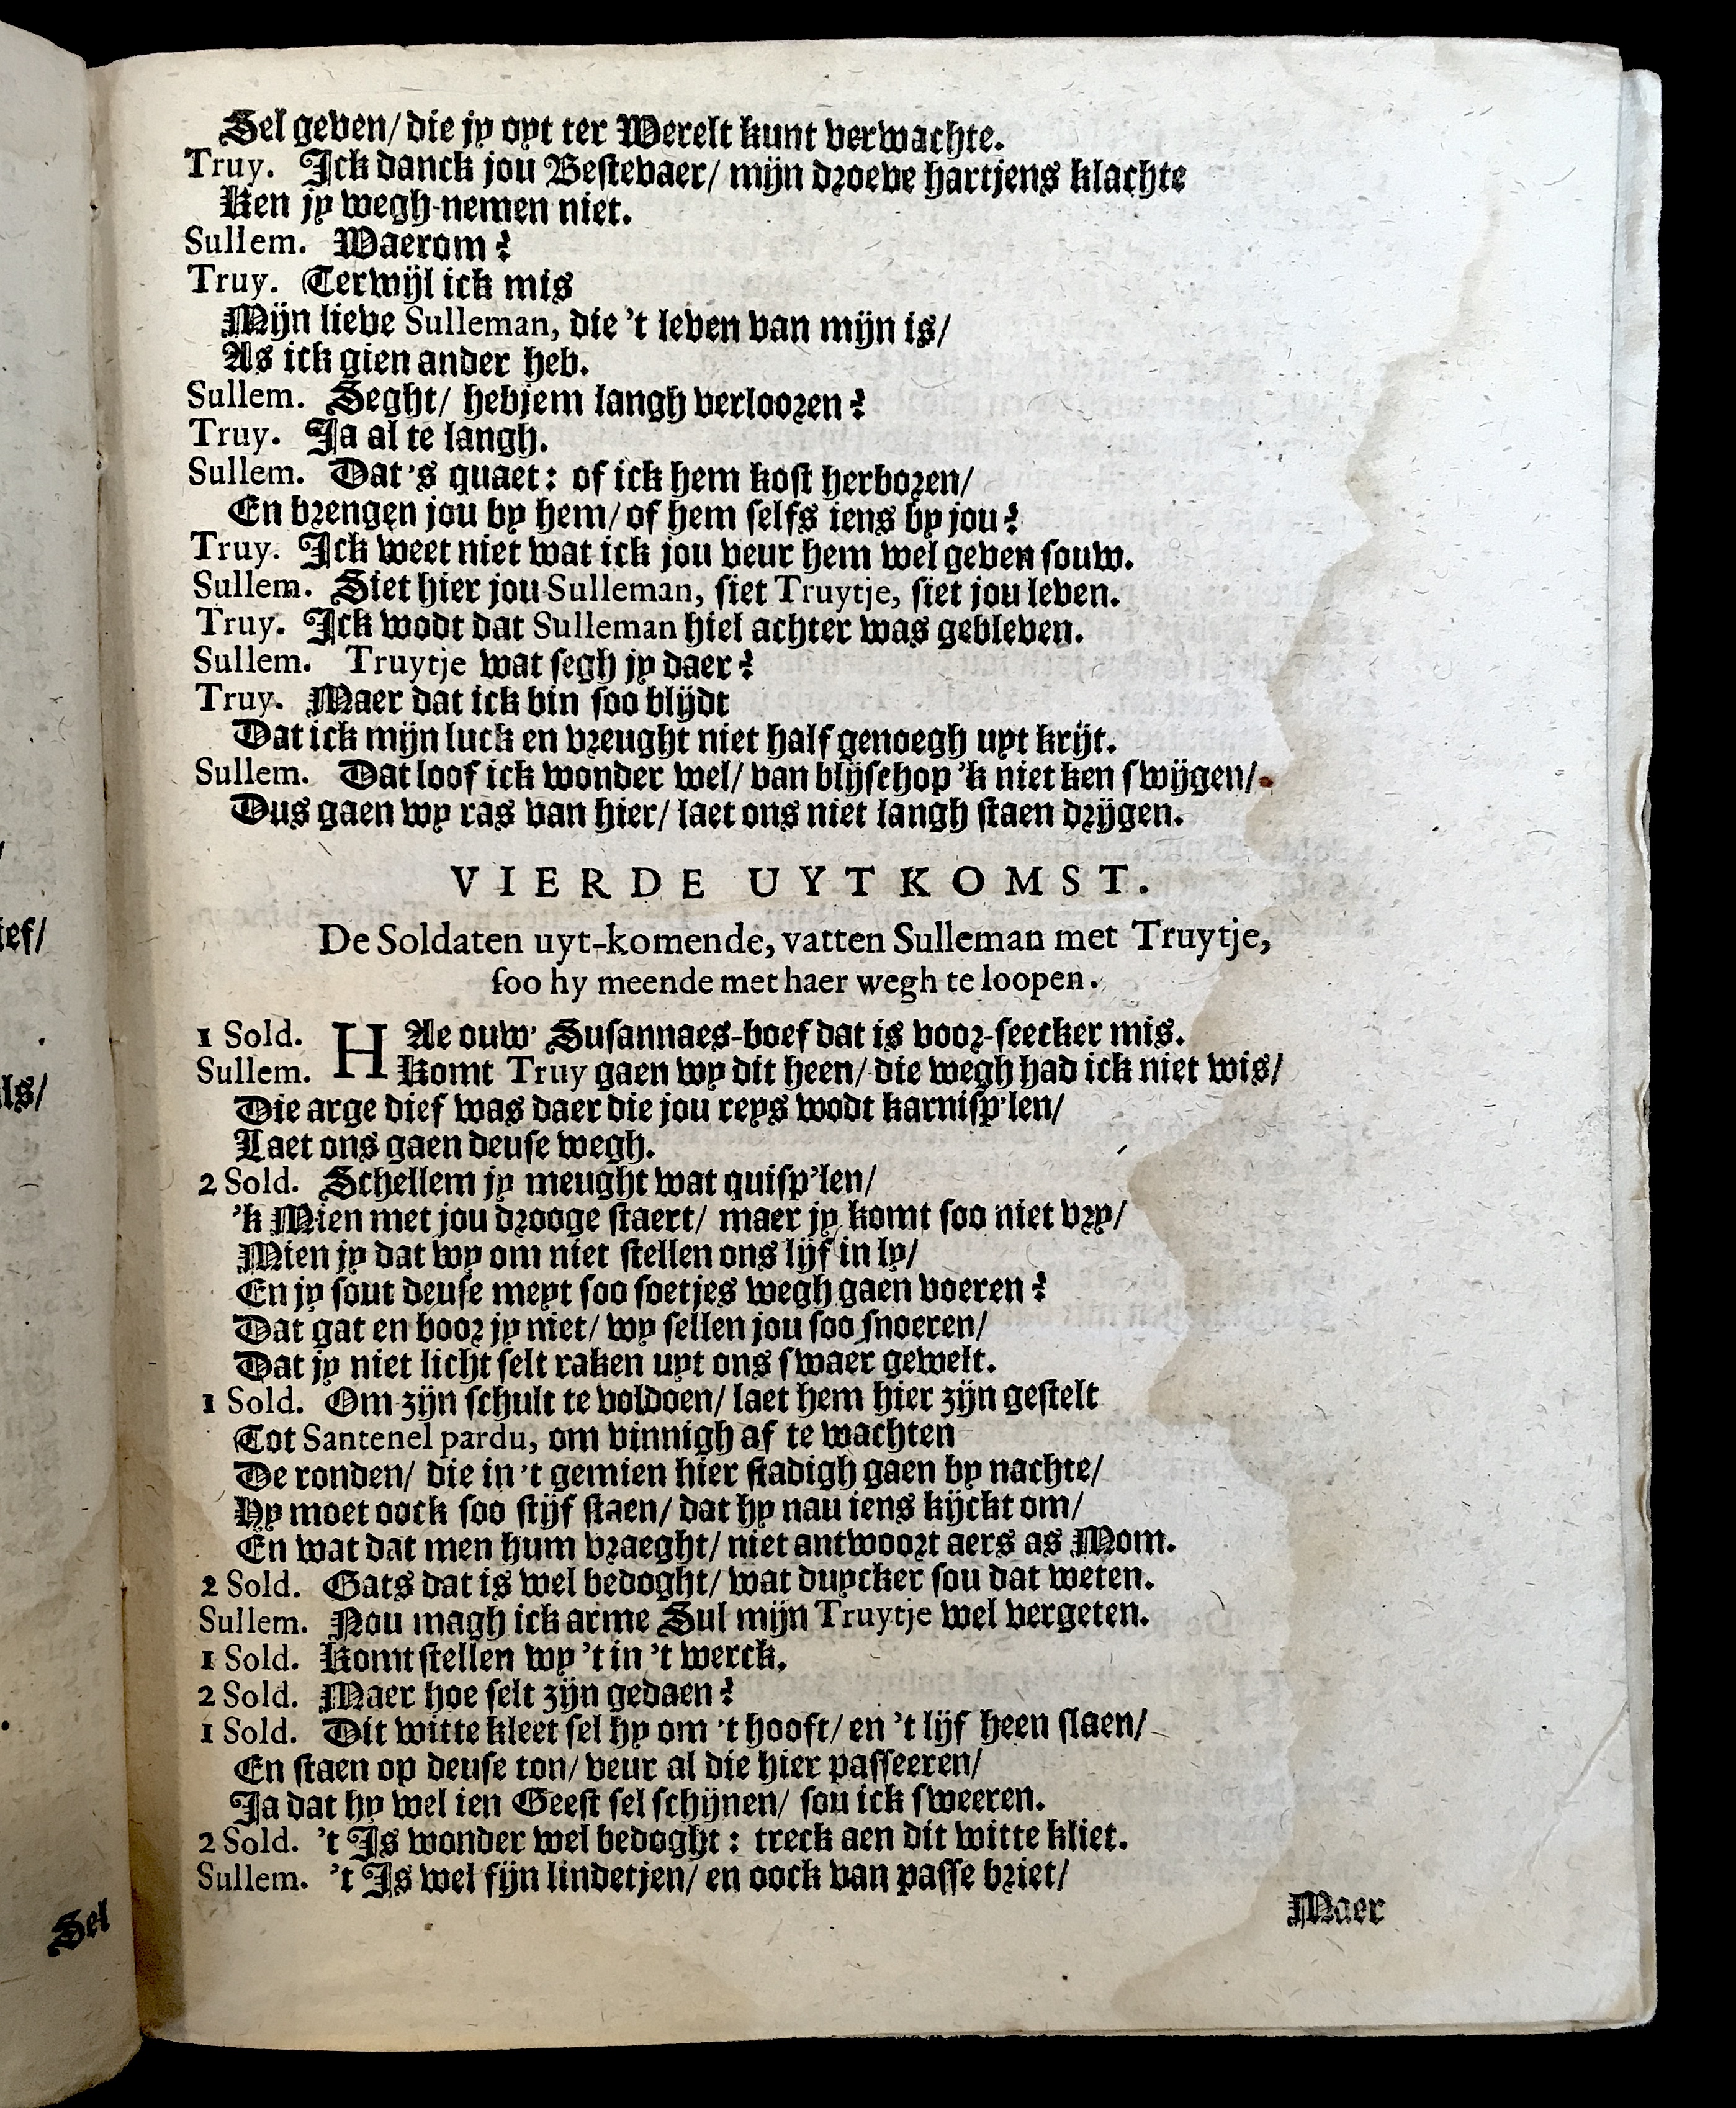 Sel geven/ die jy oyt ter Werelt kunt verwachte.
Truy. Ick danck jou Bestevaer/ mijn droeve hartjens klachte
Ken jy wegh-nemen niet.
Sullem. Waerom?
Truy. Terwijl ick mis
Mijn lieve Sulleman, die 't leven van mijn is/
As ick gien ander heb.
Sullem. Seght/ hebjem langh verlooren?
Truy. Ja al te langh.
Sullem. Dat's quaet: of ick hem kost herboren/
En brengen jou by hem/ of hem selfs iens by jou?
Truy. Ick weet niet wat ick jou veur hem wel geven souw.
Sullem. Siet hier jou Sulleman, siet Truytje, siet jou leven.
Truy. Ick wodt dat Sulleman hiel achter was gebleven.
Sullem. Truytje wat segh jy daer?
Truy. Maer dat ick bin soo blijdt
Dat ick mijn luck en vreught niet half genoegh uyt krijt.
Sullem. Dat loof ick wonder wel/ van blijschop 'k niet ken swijgen/
Dus gaen wy ras van hier/ laet ons niet langh staen drygen.
VIERDE UYTKOMST.
De Soldaten uyt-komende, vatten Sulleman met Truytje,
soo hy meende met haer wegh te loopen.
1 Sold. HAe ouw' Susannaes-boef dat is voor-seecker mis.
Sullem. Komt Truy gaen wy dit heen/ die wegh had ick niet wis/
Die arge dief was daer die jou reys wodt karnisp'len/
Laet ons gaen deuse wegh.
2 Sold. Schellem jy meught wat quisp'len/
'k Mien met jou drooge staert/ maer jy komt soo niet vry/
Mien jy dat wy om niet stellen ons lijf in ly/
En jy sout deuse meyt soo soetjes wegh gaen voeren?
Dat gat en boor jy niet/ wy sellen jou soo snoeren/
Dat jy niet licht selt raken uyt ons swaer gewelt.
1 Sold. Om zijn schult te voldoen/ laet hem hier zijn gestelt
Tot Santenel pardu, om vinnigh af te wachten
De ronden/ die in 't gemien hier stadigh gaen by nachte/
Hy moet oock soo stijf staen/ dat hy nau iens kijckt om/
En wat dat men hum vraeght/ niet antwoort aers as Mom.
2 Sold. Gats dat is wel bedoght/ wat duycker sou dat weten.
Sullem. Nou magh ick arme Sul mijn Truytje wel vergeten.
1 Sold. Komt stellen wy 't in 't werck.
2 Sold. Maer hoe selt zijn gedaen?
1 Sold. Dit witte kleet sel hy om 't hooft/ en 't lijf heen slaen/
En staen op deuse ton/ veur al die hier passeeren/
Ja dat hy wel ien Geest sel schijnen/ sou ick sweeren.
2 Sold. 't Is wonder wel bedoght: treck aen dit witte kliet.
Sullem. 't Is wel fijn lindetjen/ en oock van passe briet/
Maer
ief/
ls/
Sel